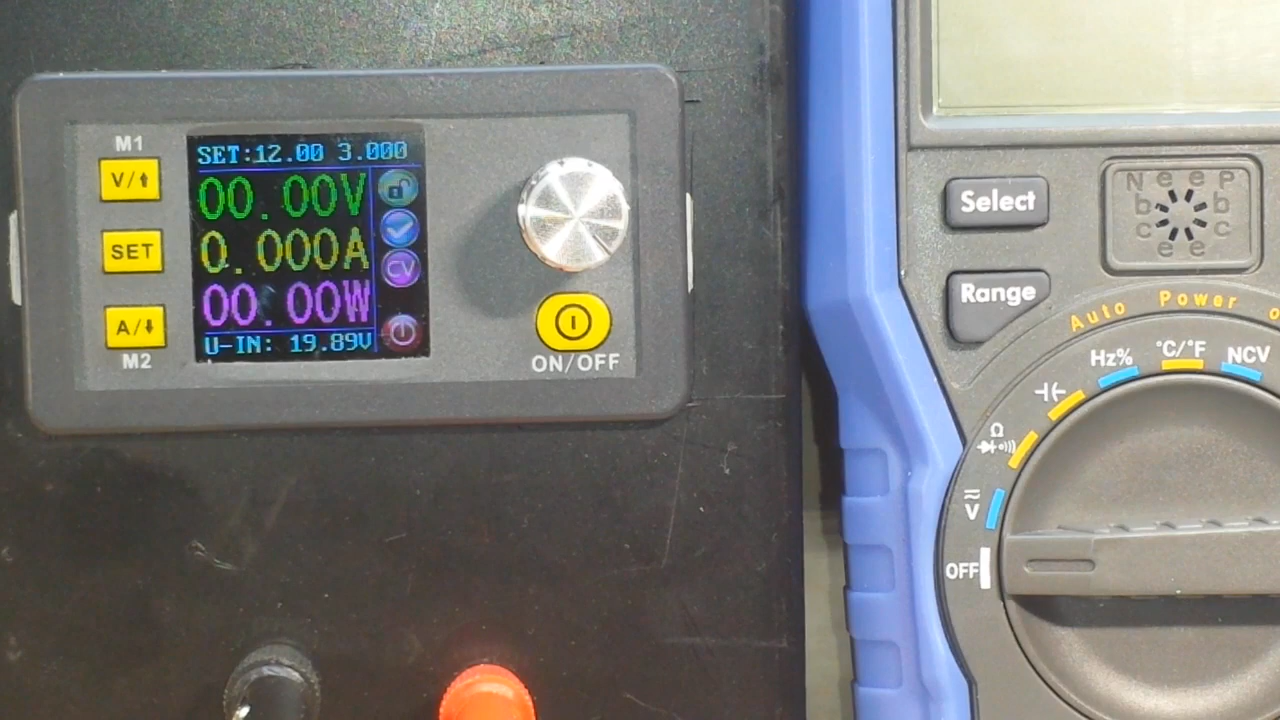 M1
V/⬆
SET
A/⬇
M2
SET:12.00 3.000
00.00V
0.000A
CV
00.00W
U-IN: 19.89V
ON/OFF
Select
Range
N e e P
b b
c c
e e
Auto Power o
Hz%
°C/°F
NCV
Ω
V
OFF